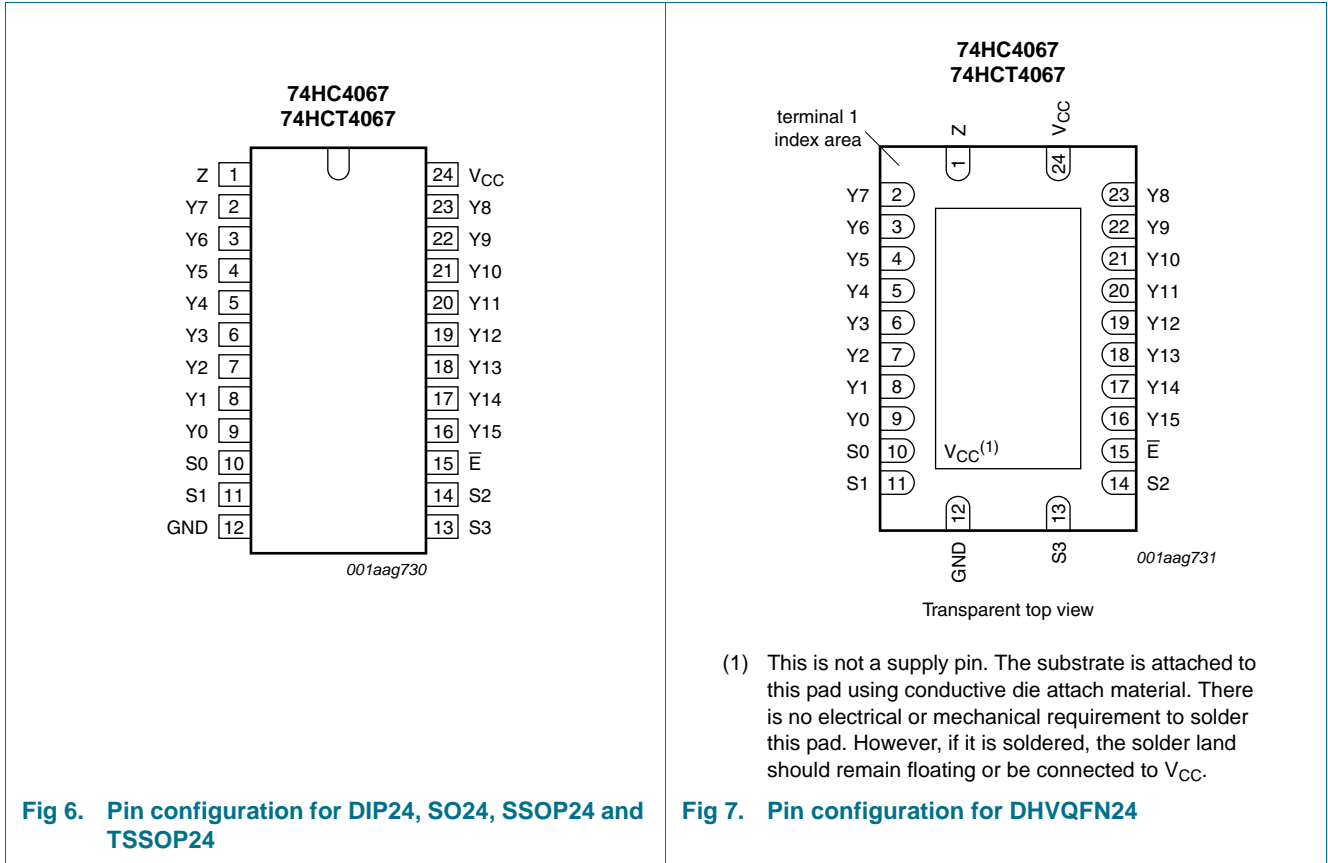 74HC4067
74HCT4067
Z 1
24 VCC
Y7 2
23 Y8
Y6 3
22 Y9
Y5 4
21 Y10
Y4 5
20 Y11
Y3 6
19 Y12
Y2 7
18 Y13
Y1 8
17 Y14
Y0 9
16 Y15
S0 10
15 E̅
S1 11
14 S2
GND 12
13 S3
001aag730
Fig 6. Pin configuration for DIP24, SO24, SSOP24 and
TSSOP24
74HC4067
74HCT4067
terminal 1
index area
Z
VCC
1
24
Y7 2
23 Y8
Y6 3
22 Y9
Y5 4
21 Y10
Y4 5
20 Y11
Y3 6
19 Y12
Y2 7
18 Y13
Y1 8
17 Y14
Y0 9
16 Y15
S0 10
VCC(1)
15 E̅
S1 11
14 S2
12
13
GND
S3
001aag731
Transparent top view
(1) This is not a supply pin. The substrate is attached to
this pad using conductive die attach material. There
is no electrical or mechanical requirement to solder
this pad. However, if it is soldered, the solder land
should remain floating or be connected to VCC.
Fig 7. Pin configuration for DHVQFN24